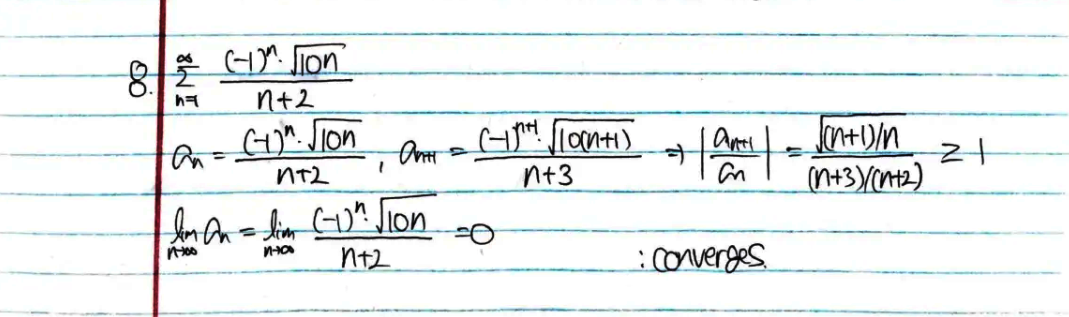 8. \sum_{n=1}^{\infty} \frac{(-1)^n \cdot \sqrt{10n}}{n+2}
a_n = \frac{(-1)^n \cdot \sqrt{10n}}{n+2}, a_{n+1} = \frac{(-1)^{n+1} \cdot \sqrt{10(n+1)}}{n+3} \Rightarrow \left| \frac{a_{n+1}}{a_n} \right| = \frac{\sqrt{(n+1)/n}}{(n+3)/(n+2)} \geq 1
\lim_{n \to \infty} a_n = \lim_{n \to \infty} \frac{(-1)^n \cdot \sqrt{10n}}{n+2} = 0
: converges.